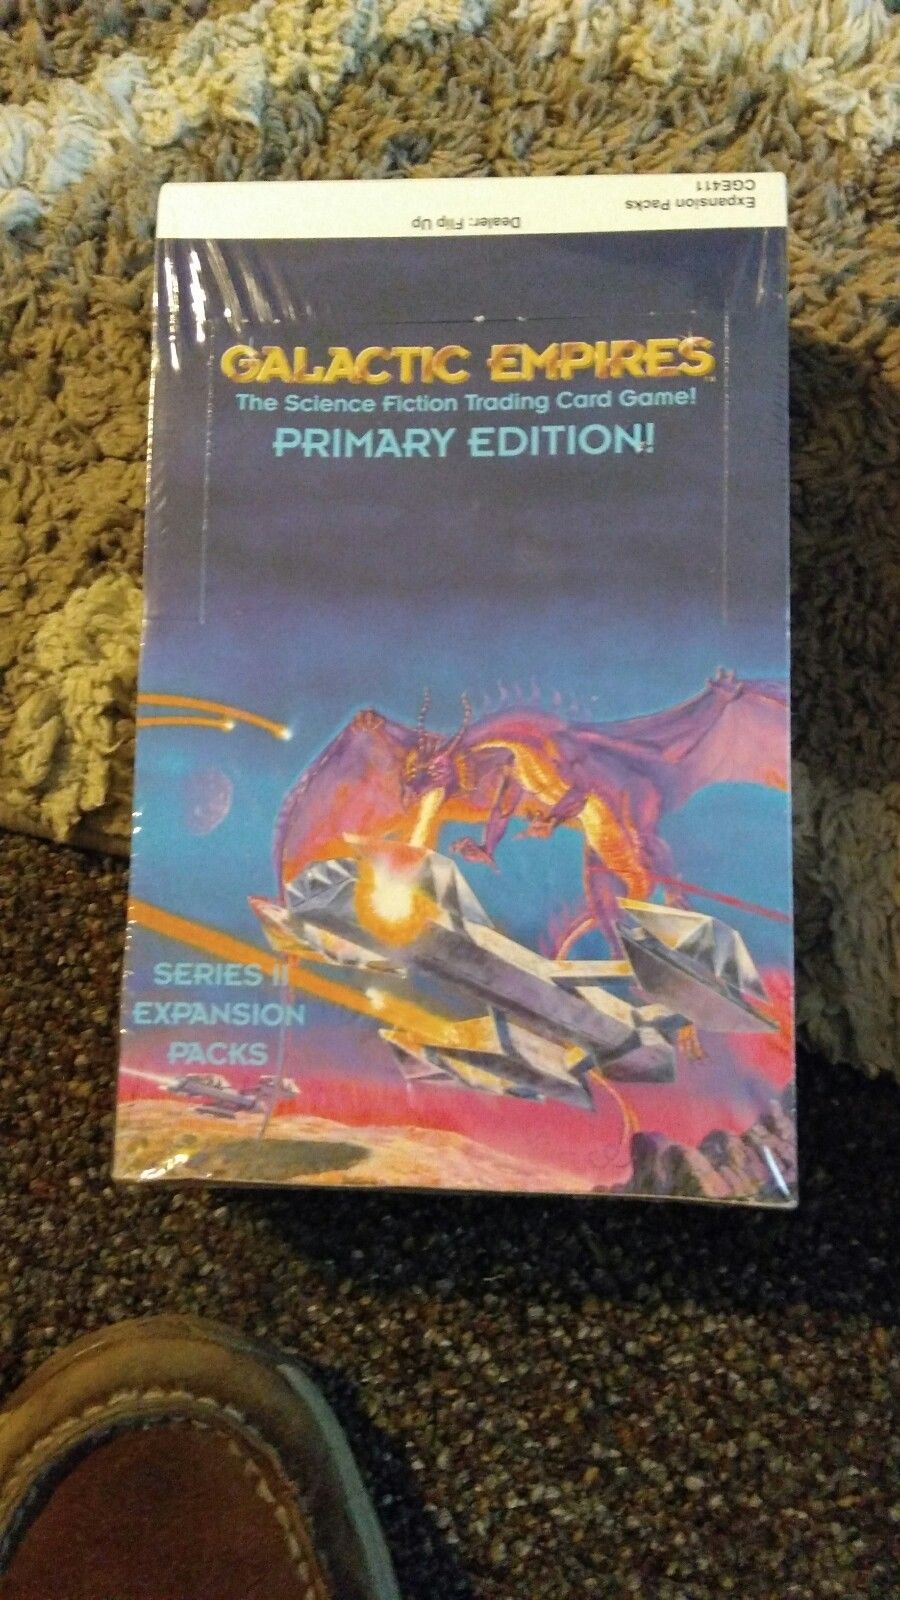 Expansion Packs
CGE411
Dealer: Flip Up
GALACTIC EMPIRES™
The Science Fiction Trading Card Game!
PRIMARY EDITION!
SERIES II
EXPANSION
PACKS